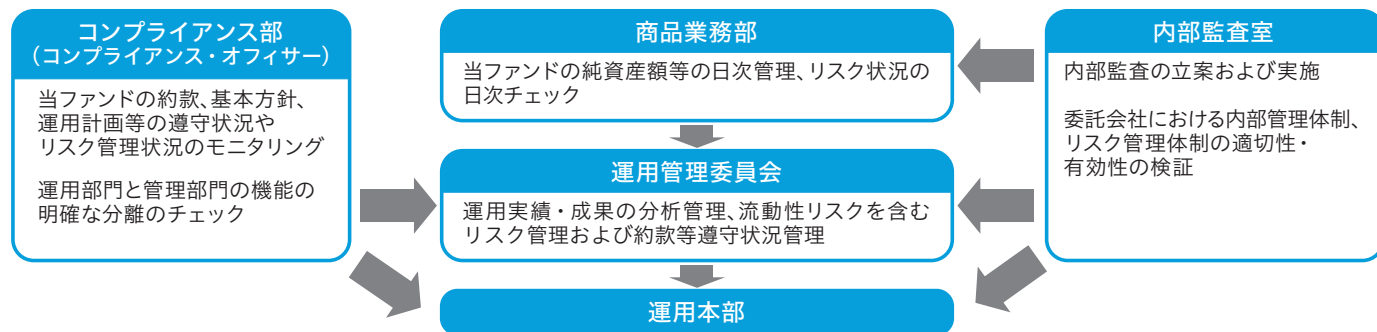 コンプライアンス部
（コンプライアンス・オフィサー）
当ファンドの約款、基本方針、
運用計画等の遵守状況や
リスク管理状況のモニタリング
運用部門と管理部門の機能の
明確な分離のチェック
商品業務部
当ファンドの純資産額等の日次管理、リスク状況の
日次チェック
運用管理委員会
運用実績・成果の分析管理、流動性リスクを含む
リスク管理および約款等遵守状況管理
運用本部
内部監査室
内部監査の立案および実施
委託会社における内部管理体制、
リスク管理体制の適切性・
有効性の検証